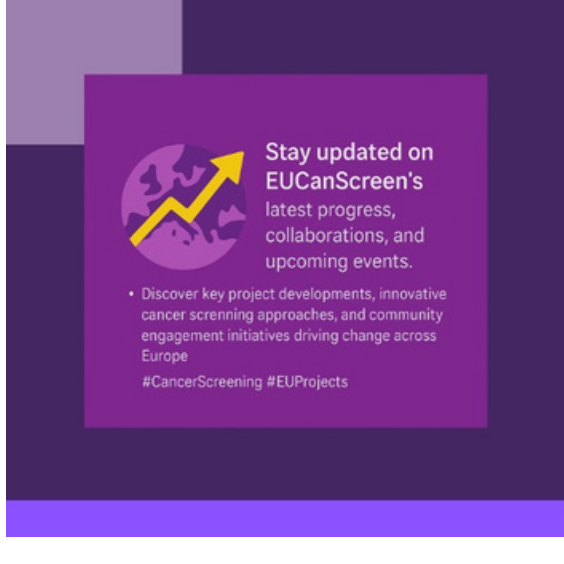 Stay updated on
EUCanScreen's
latest progress,
collaborations, and
upcoming events.
• Discover key project developments, innovative
cancer screnning approaches, and community
engagement initiatives driving change across
Europe
#CancerScreening #EUProjects